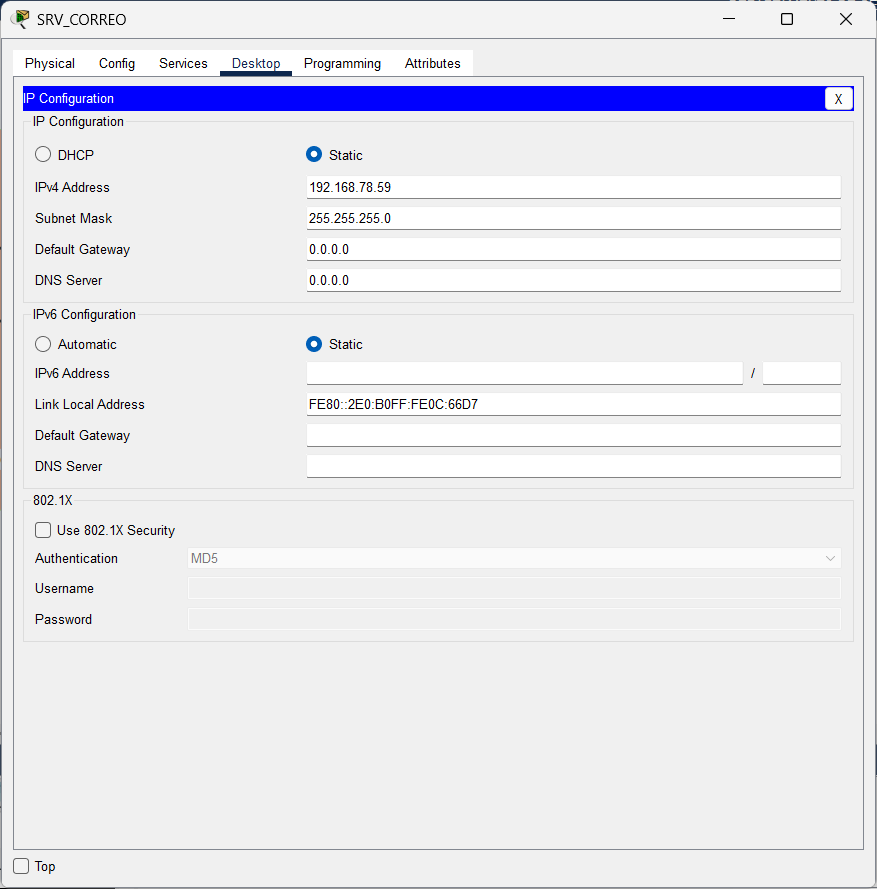 SRV_CORREO
Physical Config Services Desktop Programming Attributes
IP Configuration X
IP Configuration
DHCP Static
IPv4 Address 192.168.78.59
Subnet Mask 255.255.255.0
Default Gateway 0.0.0.0
DNS Server 0.0.0.0
IPv6 Configuration
Automatic Static
IPv6 Address /
Link Local Address FE80::2E0:B0FF:FE0C:66D7
Default Gateway
DNS Server
802.1X
Use 802.1X Security
Authentication MD5
Username
Password
Top